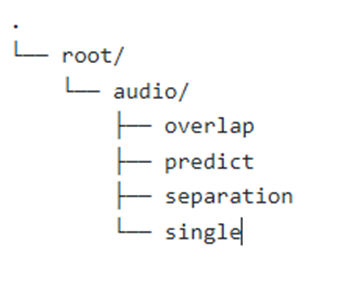 .
└── root/
    └── audio/
        ├── overlap
        ├── predict
        ├── separation
        └── single